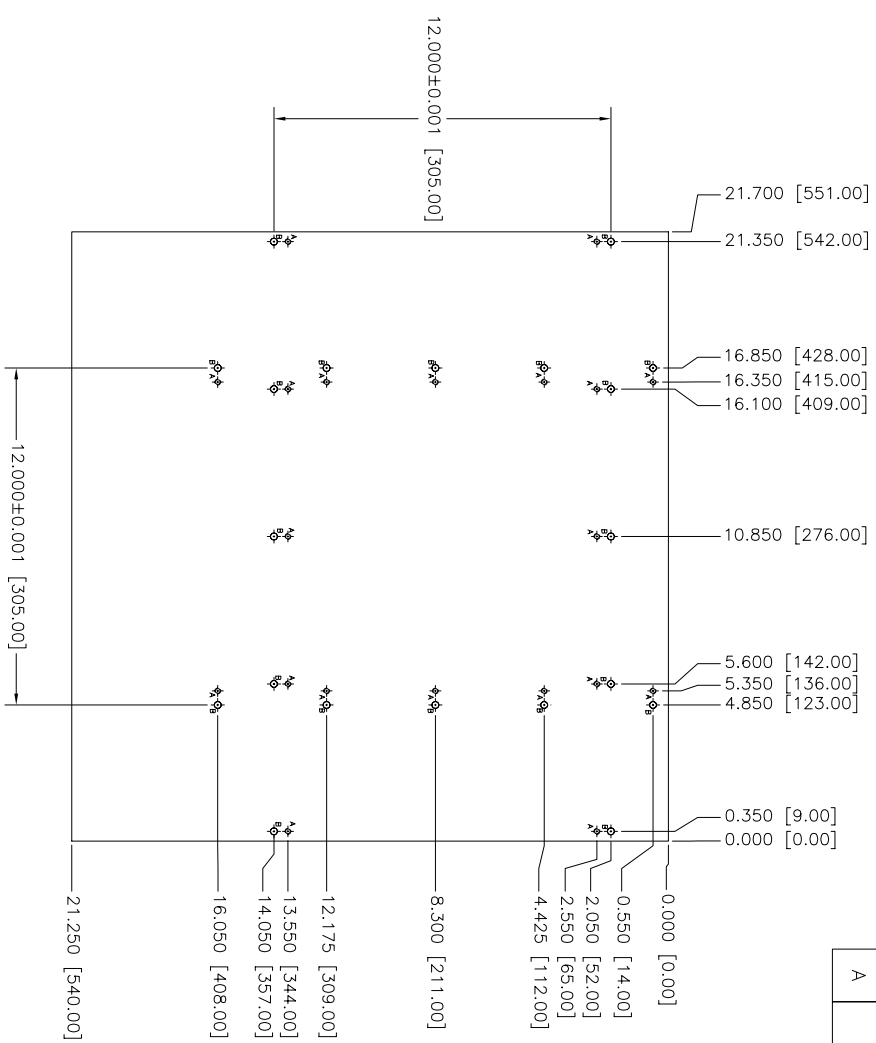 12.000±0.001 [305.00]
21.700 [551.00]
21.350 [542.00]
16.850 [428.00]
16.350 [415.00]
16.100 [409.00]
10.850 [276.00]
5.600 [142.00]
5.350 [136.00]
4.850 [123.00]
0.350 [9.00]
0.000 [0.00]
B A
A B
B A
B A
B A
B A
B A
B A
A B
B A
A B
A B
A B
A B
A B
A B
A B
B A
A B
A B
12.000±0.001 [305.00]
0.000 [0.00]
0.550 [14.00]
2.050 [52.00]
2.550 [65.00]
4.425 [112.00]
8.300 [211.00]
12.175 [309.00]
13.550 [344.00]
14.050 [357.00]
16.050 [408.00]
21.250 [540.00]
A